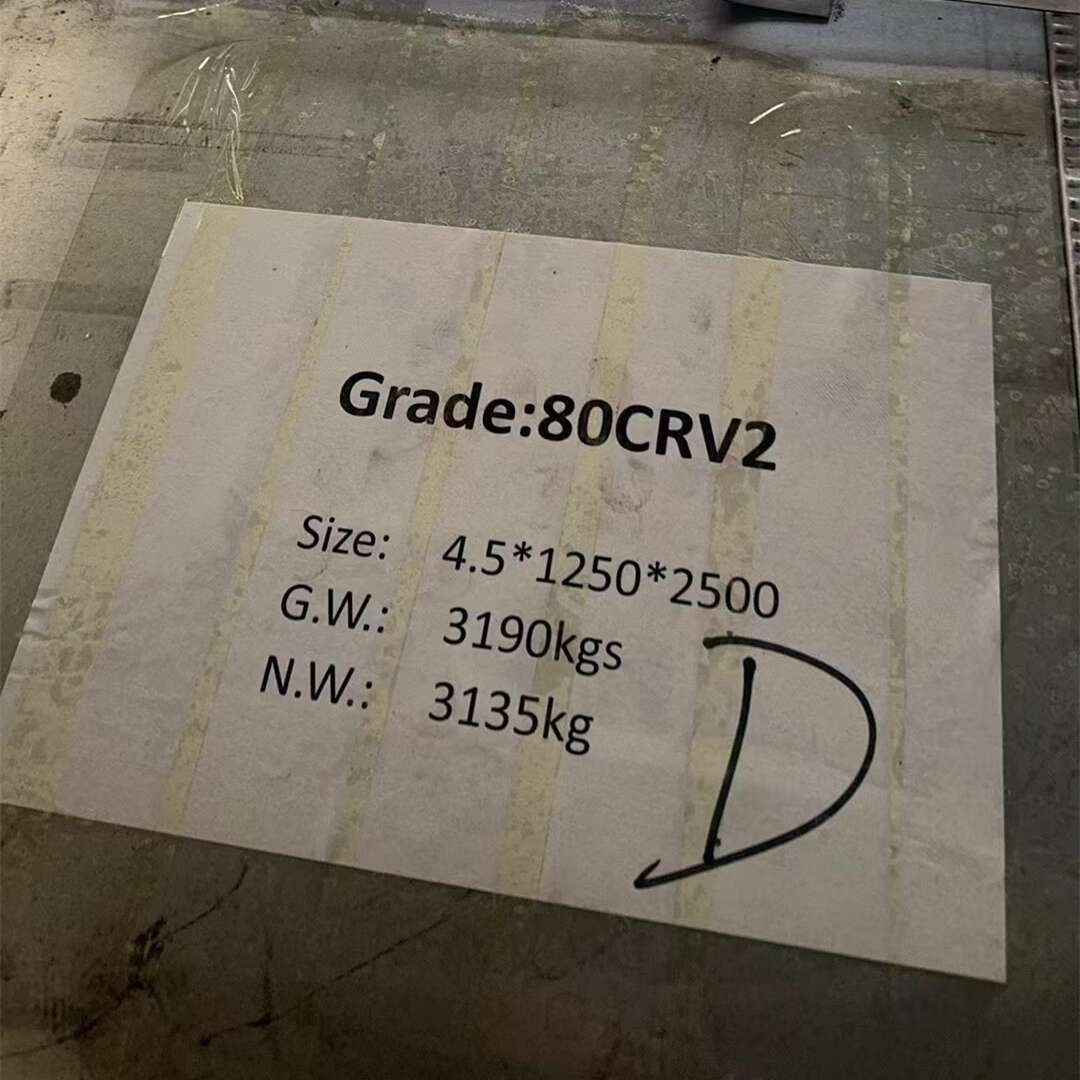 Grade:80CRV2
Size: 4.5*1250*2500
G.W.: 3190kgs
N.W.: 3135kg
D